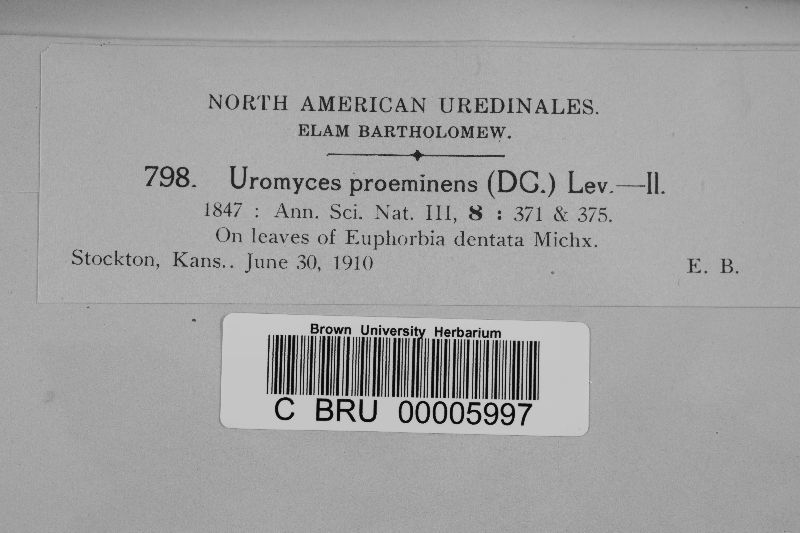 NORTH AMERICAN UREDINALES.
ELAM BARTHOLOMEW.
798. Uromyces proeminens (DC.) Lev.—II.
1847 : Ann. Sci. Nat. III, 8 : 371 & 375.
On leaves of Euphorbia dentata Michx.
Stockton, Kans.. June 30, 1910 E. B.
Brown University Herbarium
C BRU 00005997